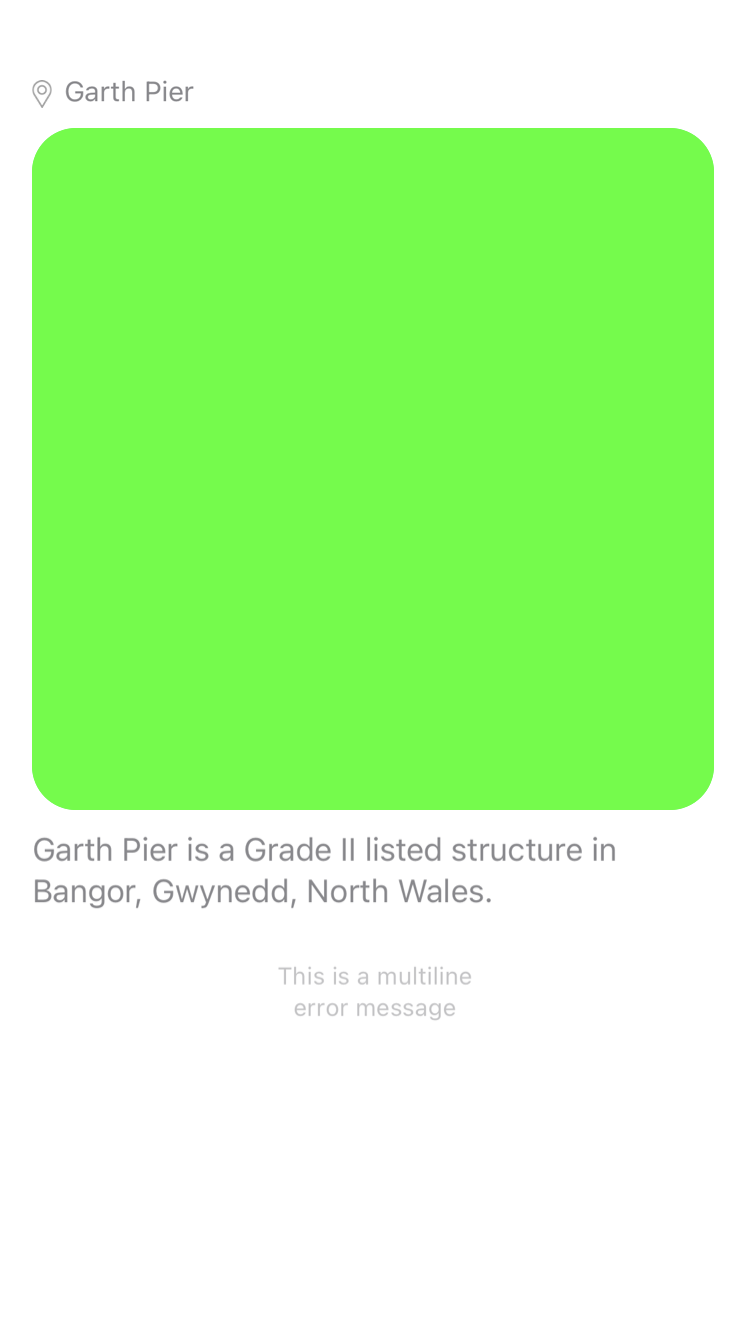 Garth Pier
Garth Pier is a Grade II listed structure in
Bangor, Gwynedd, North Wales.
This is a multiline
error message